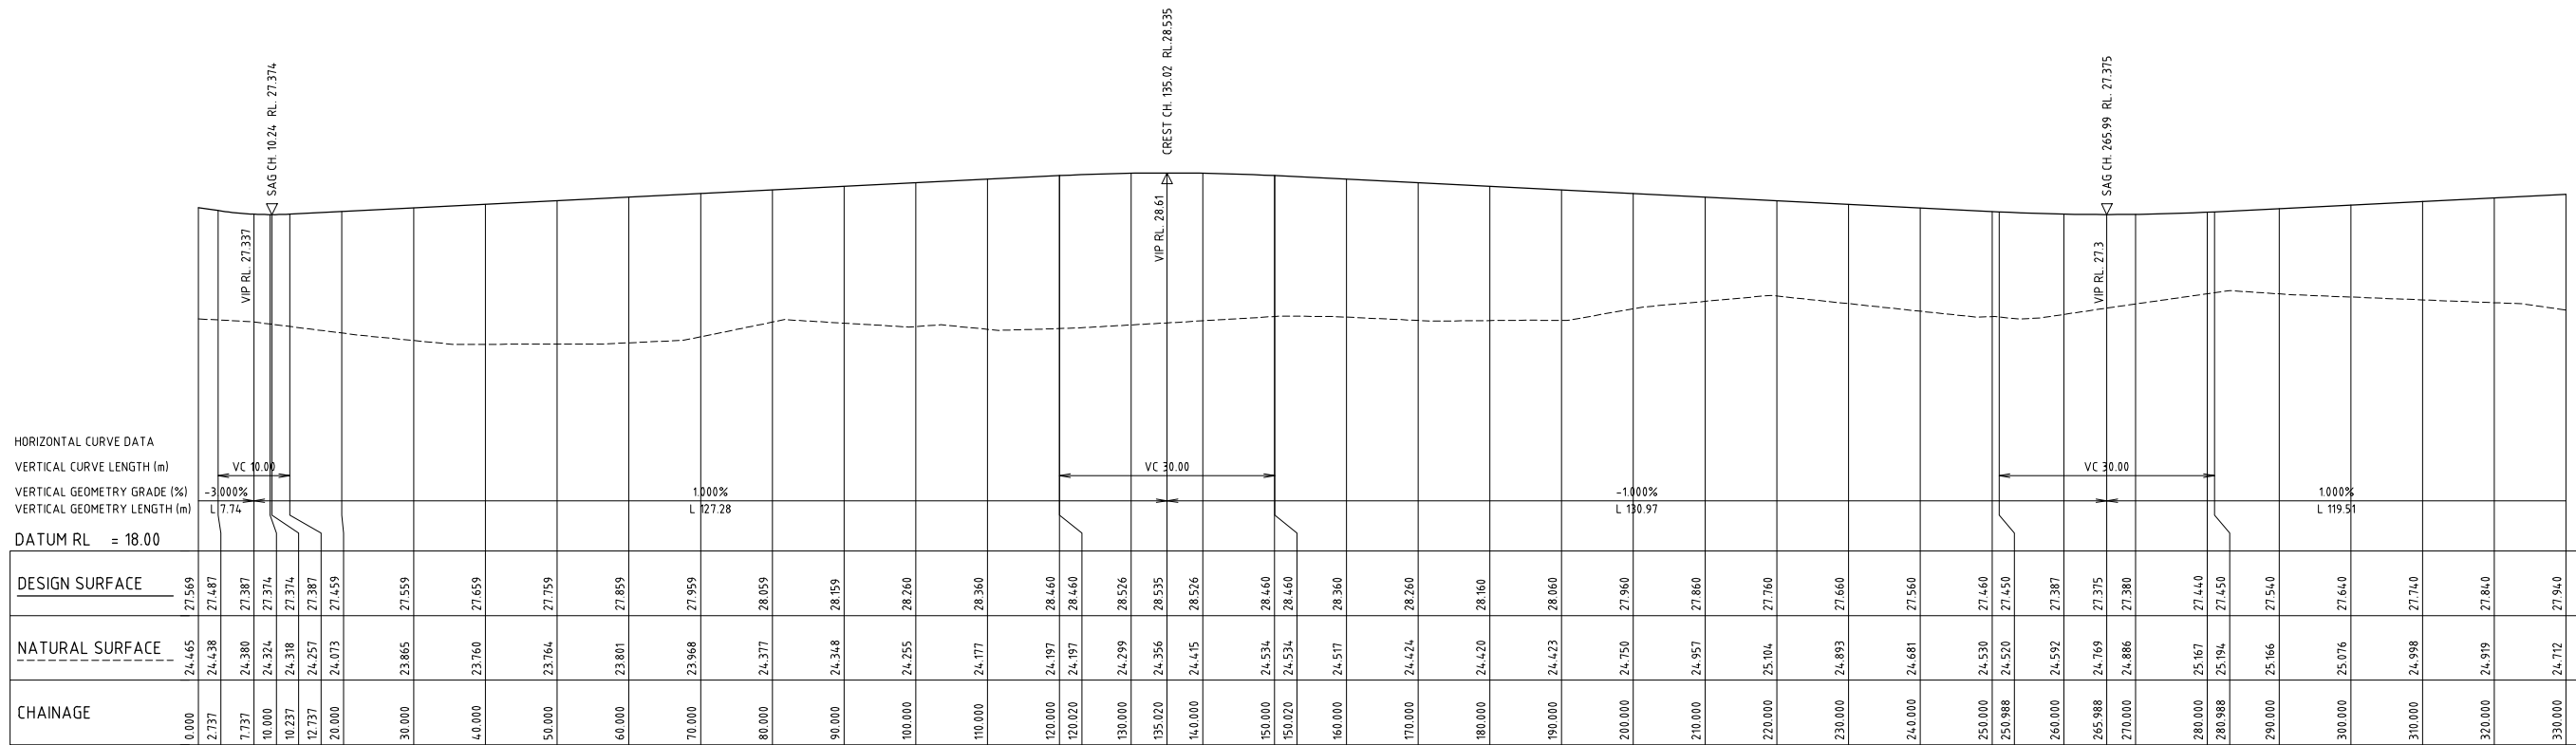 SAG CH. 10.24 RL. 27.374
CREST CH. 135.02 RL.28.535
SAG CH. 265.99 RL. 27.375
VIP RL. 27.337
VIP RL. 28.61
VIP RL. 27.3
HORIZONTAL CURVE DATA
VERTICAL CURVE LENGTH (m) VC 10.00 VC 30.00 VC 30.00
VERTICAL GEOMETRY GRADE (%) -3.000% 1.000% -1.000% 1.000%
VERTICAL GEOMETRY LENGTH (m) L 7.74 L 127.28 L 130.97 L 119.51
DATUM RL = 18.00
DESIGN SURFACE 27.569 27.487 27.387 27.374 27.374 27.387 27.459 27.559 27.659 27.759 27.859 27.959 28.059 28.159 28.260 28.360 28.460 28.460 28.526 28.535 28.526 28.460 28.460 28.360 28.260 28.160 28.060 27.960 27.860 27.760 27.660 27.560 27.460 27.450 27.387 27.375 27.380 27.440 27.450 27.540 27.640 27.740 27.840 27.940
NATURAL SURFACE 24.465 24.438 24.380 24.324 24.318 24.257 24.073 23.865 23.760 23.764 23.801 23.968 24.377 24.348 24.255 24.177 24.197 24.197 24.299 24.356 24.415 24.534 24.534 24.517 24.424 24.420 24.423 24.750 24.957 25.104 24.893 24.681 24.530 24.520 24.592 24.769 24.886 25.167 25.194 25.166 25.076 24.998 24.919 24.712
CHAINAGE 0.000 2.737 7.737 10.000 10.237 12.737 20.000 30.000 40.000 50.000 60.000 70.000 80.000 90.000 100.000 110.000 120.000 120.020 130.000 135.020 140.000 150.000 150.020 160.000 170.000 180.000 190.000 200.000 210.000 220.000 230.000 240.000 250.000 250.988 260.000 265.988 270.000 280.000 280.988 290.000 300.000 310.000 320.000 330.000